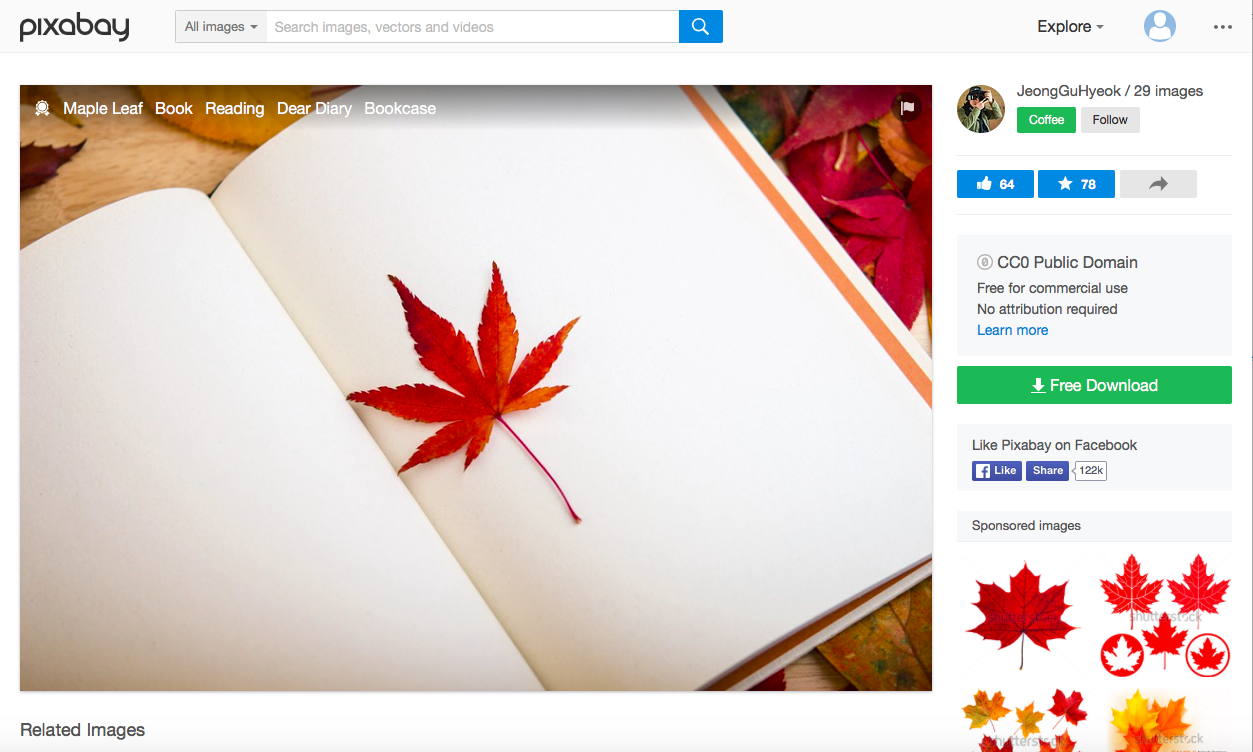 pixabay
All images
Search images, vectors and videos
Explore
Maple Leaf Book Reading Dear Diary Bookcase
JeongGuHyeok / 29 images
Coffee Follow
64 78
CC0 Public Domain
Free for commercial use
No attribution required
Learn more
Free Download
Like Pixabay on Facebook
Like Share 122k
Sponsored images
shutterstock shutterstock
shutterstock shutterstock
Related Images